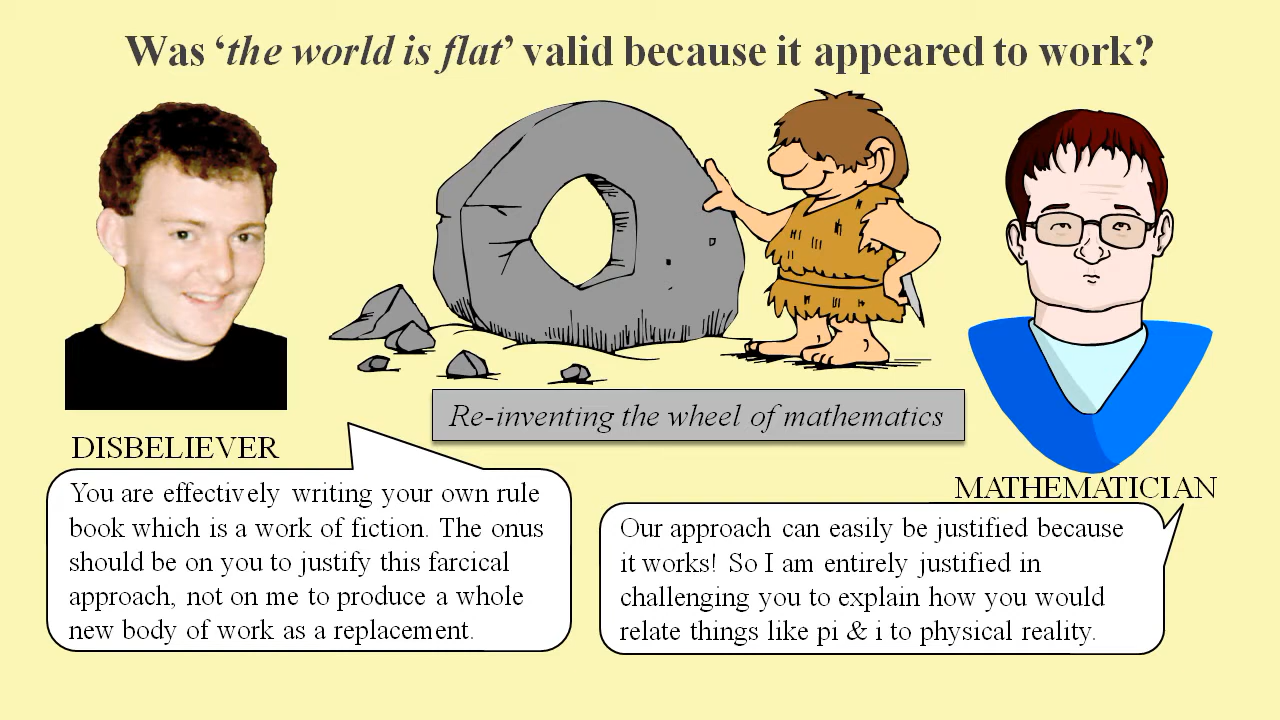 Was ‘the world is flat’ valid because it appeared to work?
Re-inventing the wheel of mathematics
DISBELIEVER
You are effectively writing your own rule
book which is a work of fiction. The onus
should be on you to justify this farcical
approach, not on me to produce a whole
new body of work as a replacement.
MATHEMATICIAN
Our approach can easily be justified because
it works! So I am entirely justified in
challenging you to explain how you would
relate things like pi & i to physical reality.